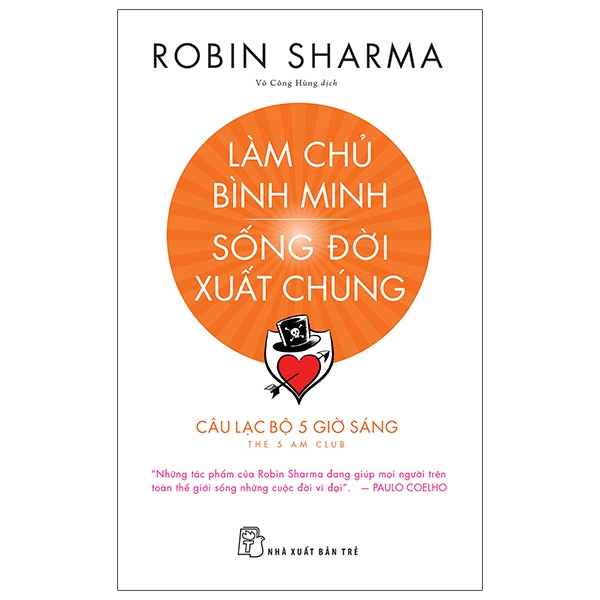 ROBIN SHARMA
Võ Công Hùng dịch
LÀM CHỦ
BÌNH MINH
SỐNG ĐỜI
XUẤT CHÚNG
CÂU LẠC BỘ 5 GIỜ SÁNG
THE 5 AM CLUB
“Những tác phẩm của Robin Sharma đang giúp mọi người trên
toàn thế giới sống những cuộc đời vĩ đại”. — PAULO COELHO
NHÀ XUẤT BẢN TRẺ